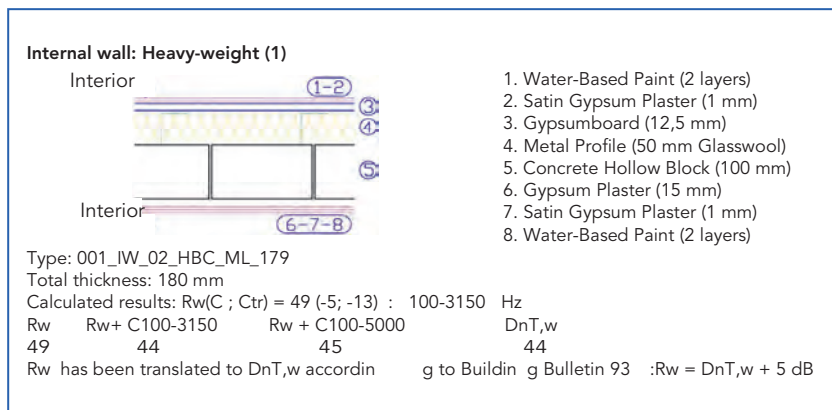 Internal wall: Heavy-weight (1)
Interior
(1-2)
3
4
5
Interior
(6-7-8)
1. Water-Based Paint (2 layers)
2. Satin Gypsum Plaster (1 mm)
3. Gypsumboard (12,5 mm)
4. Metal Profile (50 mm Glasswool)
5. Concrete Hollow Block (100 mm)
6. Gypsum Plaster (15 mm)
7. Satin Gypsum Plaster (1 mm)
8. Water-Based Paint (2 layers)
Type: 001_IW_02_HBC_ML_179
Total thickness: 180 mm
Calculated results: Rw(C ; Ctr) = 49 (-5; -13) : 100-3150 Hz
Rw Rw+ C100-3150 Rw + C100-5000 DnT,w
49 44 45 44
Rw has been translated to DnT,w accordin g to Buildin g Bulletin 93 :Rw = DnT,w + 5 dB